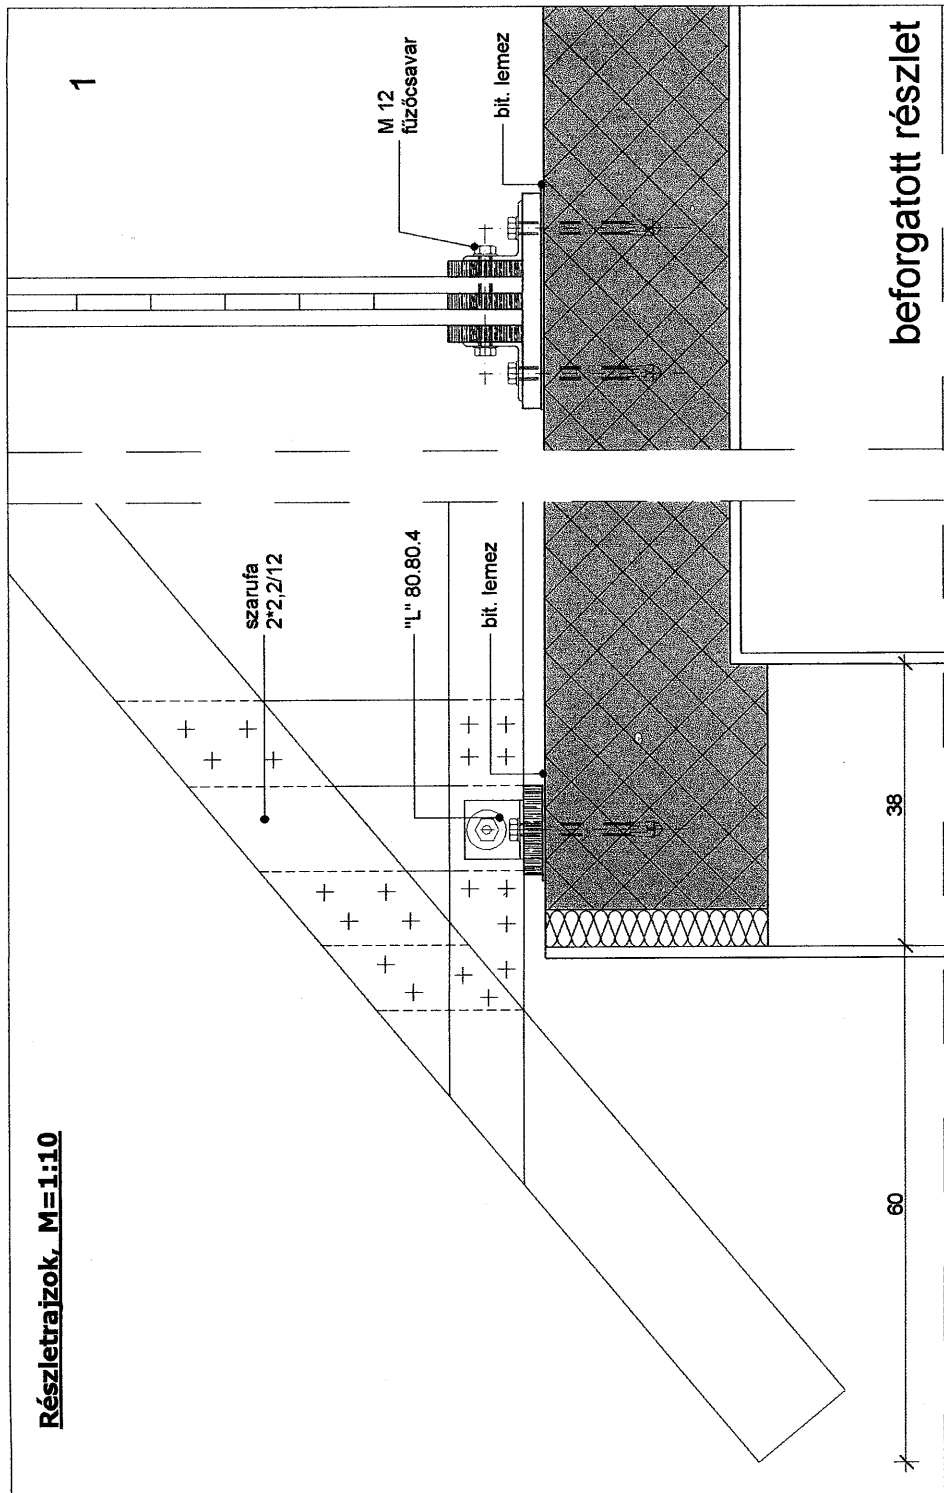 Részletrajzok, M=1:10
1
szarufa
2*2,2/12
"L" 80.80.4
bit. lemez
M 12
fűzőcsavar
bit. lemez
60
38
beforgatott részlet